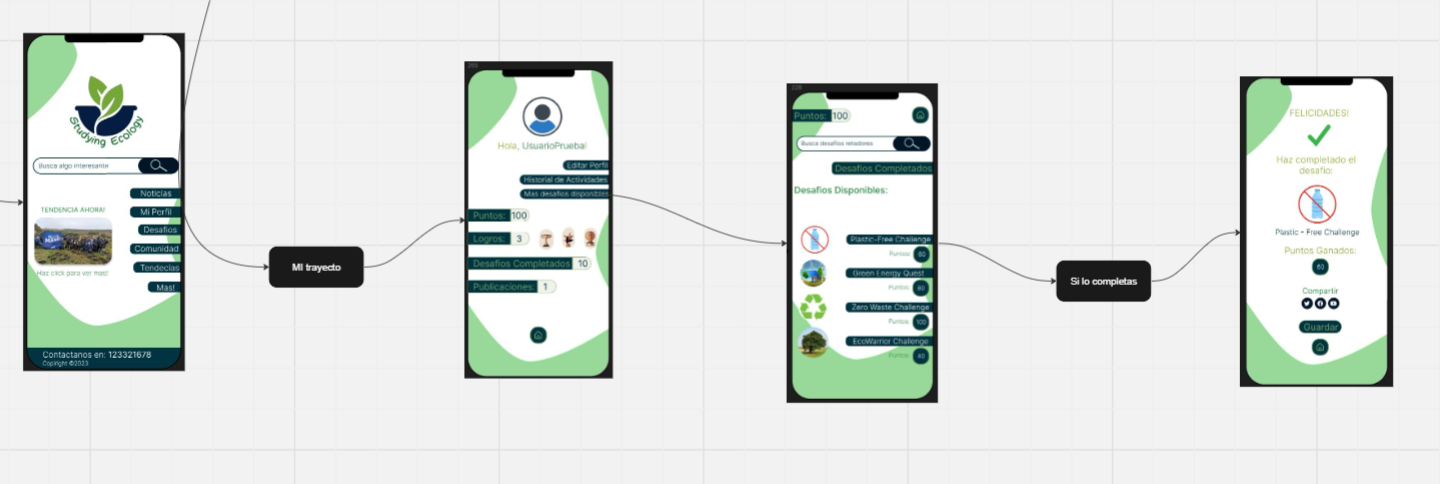 Studying Ecology
Busca algo interesante
Noticias
Mi Perfil
Desafios
Comunidad
Tendecias
Mas!
TENDENCIA AHORA!
Haz click para ver mas!
Contactanos en: 123321678
Copiright ©2023
MI trayecto
Hola, UsuarioPrueba!
Editar Perfil
Historial de Actividades
Mas desafios disponibles
Puntos: 100
Logros: 3
Desafios Completados: 10
Publicaciones: 1
Puntos: 100
Busca desafios retadores
Desafios Completados
Desafios Disponibles:
Plastic-Free Challenge
Puntos: 60
Green Energy Quest
Puntos: 80
Zero Waste Challenge
Puntos: 100
EcoWarrior Challenge
Puntos: 40
Si lo completas
FELICIDADES!
Haz completado el
desafio:
Plastic - Free Challenge
Puntos Ganados:
60
Compartir
Guardar